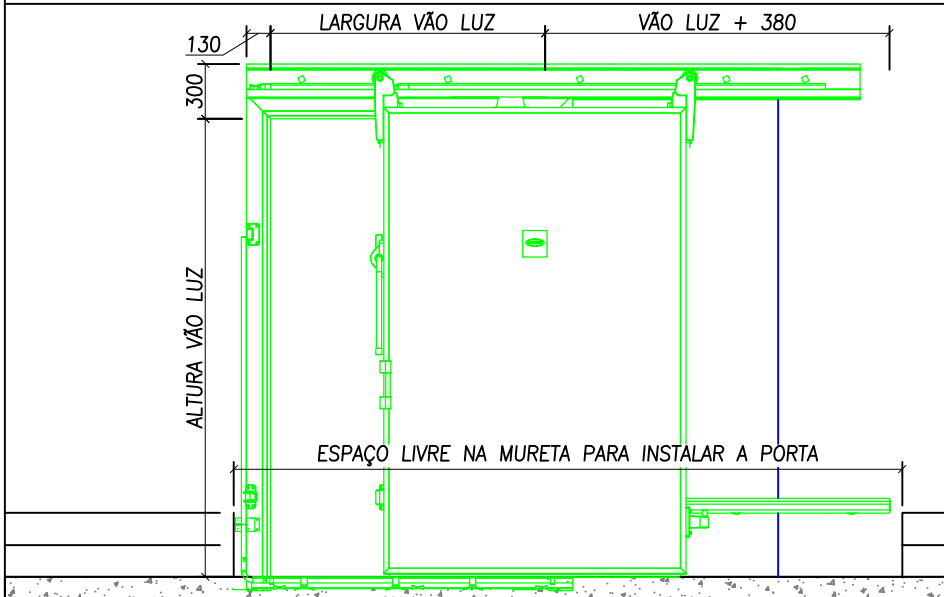 LARGURA VÃO LUZ
VÃO LUZ + 380
130
300
ALTURA VÃO LUZ
ESPAÇO LIVRE NA MURETA PARA INSTALAR A PORTA